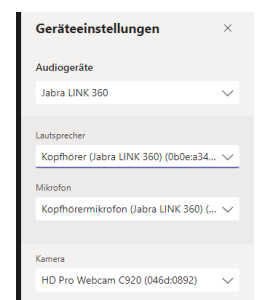 Geräteeinstellungen
Audiogeräte
Jabra LINK 360
Lautsprecher
Kopfhörer (Jabra LINK 360) (0b0e:a34...
Mikrofon
Kopfhörermikrofon (Jabra LINK 360) (...
Kamera
HD Pro Webcam C920 (046d:0892)